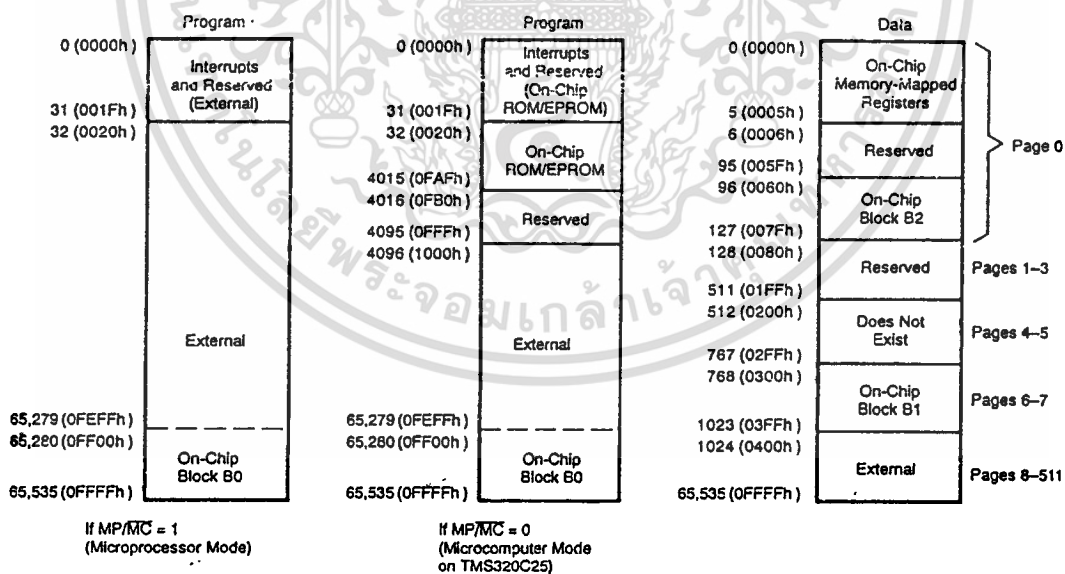 Program
0 (0000h)
Interrupts
and Reserved
(External)
31 (001Fh)
32 (0020h)
External
65,279 (0FEFFh)
65,280 (0FF00h)
On-Chip
Block B0
65,535 (0FFFFh)
If MP/MC = 1
(Microprocessor Mode)
Program
0 (0000h)
Interrupts
and Reserved
(On-Chip
ROM/EPROM)
31 (001Fh)
32 (0020h)
On-Chip
ROM/EPROM
4015 (0FAFh)
4016 (0FB0h)
Reserved
4095 (0FFFh)
4096 (1000h)
External
65,279 (0FEFFh)
65,280 (0FF00h)
On-Chip
Block B0
65,535 (0FFFFh)
If MP/MC = 0
(Microcomputer Mode
on TMS320C25)
Data
0 (0000h)
On-Chip
Memory-Mapped
Registers
5 (0005h)
6 (0006h)
Reserved
Page 0
95 (005Fh)
96 (0060h)
On-Chip
Block B2
127 (007Fh)
128 (0080h)
Reserved
Pages 1–3
511 (01FFh)
512 (0200h)
Does Not
Exist
Pages 4–5
767 (02FFh)
768 (0300h)
On-Chip
Block B1
Pages 6–7
1023 (03FFh)
1024 (0400h)
External
Pages 8–511
65,535 (0FFFFh)